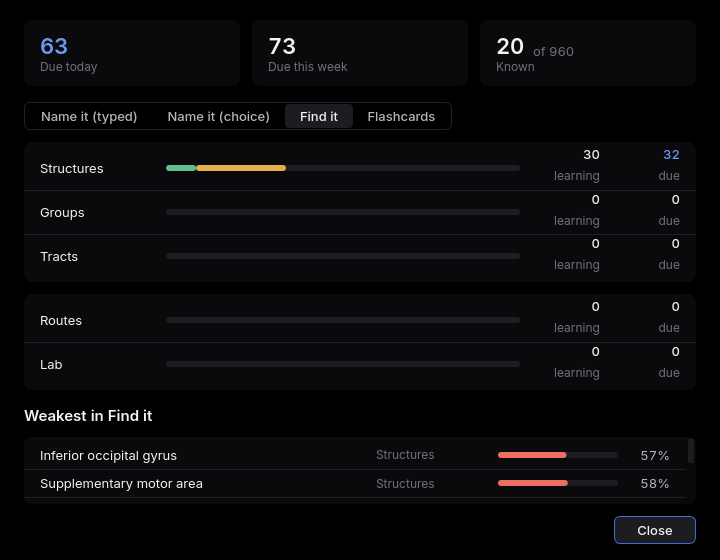 63
Due today
73
Due this week
20 of 960
Known
Name it (typed) Name it (choice) Find it Flashcards
Structures 30 learning 32 due
Groups 0 learning 0 due
Tracts 0 learning 0 due
Routes 0 learning 0 due
Lab 0 learning 0 due
Weakest in Find it
Inferior occipital gyrus Structures 57%
Supplementary motor area Structures 58%
Close